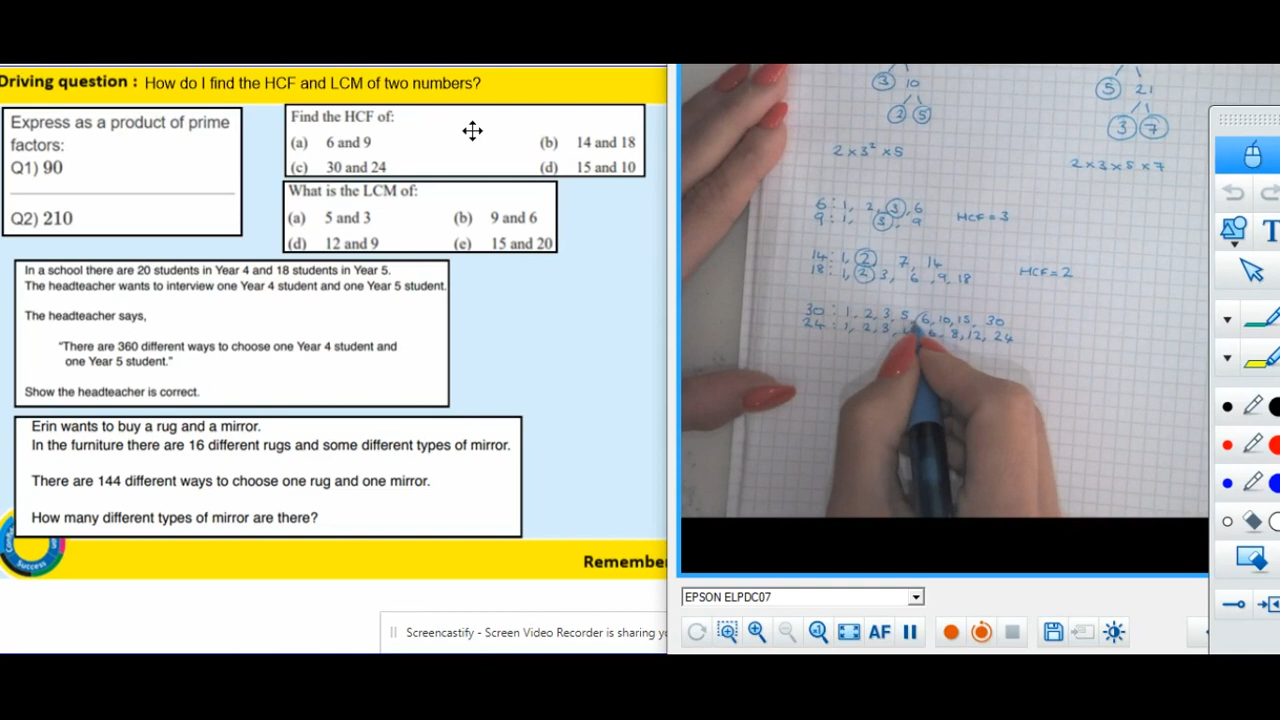 Driving question : How do I find the HCF and LCM of two numbers?
Express as a product of prime
factors:
Q1) 90
Q2) 210
Find the HCF of:
(a) 6 and 9 (b) 14 and 18
(c) 30 and 24 (d) 15 and 10
What is the LCM of:
(a) 5 and 3 (b) 9 and 6
(d) 12 and 9 (e) 15 and 20
In a school there are 20 students in Year 4 and 18 students in Year 5.
The headteacher wants to interview one Year 4 student and one Year 5 student.
The headteacher says,
"There are 360 different ways to choose one Year 4 student and
one Year 5 student."
Show the headteacher is correct.
Erin wants to buy a rug and a mirror.
In the furniture there are 16 different rugs and some different types of mirror.
There are 144 different ways to choose one rug and one mirror.
How many different types of mirror are there?
Success
Remember
Screencastify - Screen Video Recorder is sharing
3 10
2 5
5 21
3 7
2 × 3² × 5
2 × 3 × 5 × 7
6 : 1, 2, 3, 6
9 : 1, 3, 9
HCF = 3
14 : 1, 2, 7, 14
18 : 1, 2, 3, 6, 9, 18
HCF = 2
30 : 1, 2, 3, 5, 6, 10, 15, 30
24 : 1, 2, 3, 6, 8, 12, 24
EPSON ELPDC07
AF
T